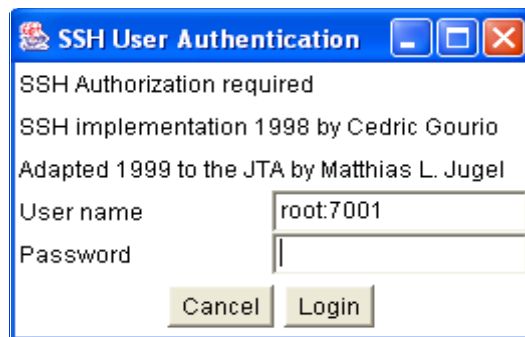 SSH User Authentication
SSH Authorization required
SSH implementation 1998 by Cedric Gourio
Adapted 1999 to the JTA by Matthias L. Jugel
User name root:7001
Password
Cancel Login